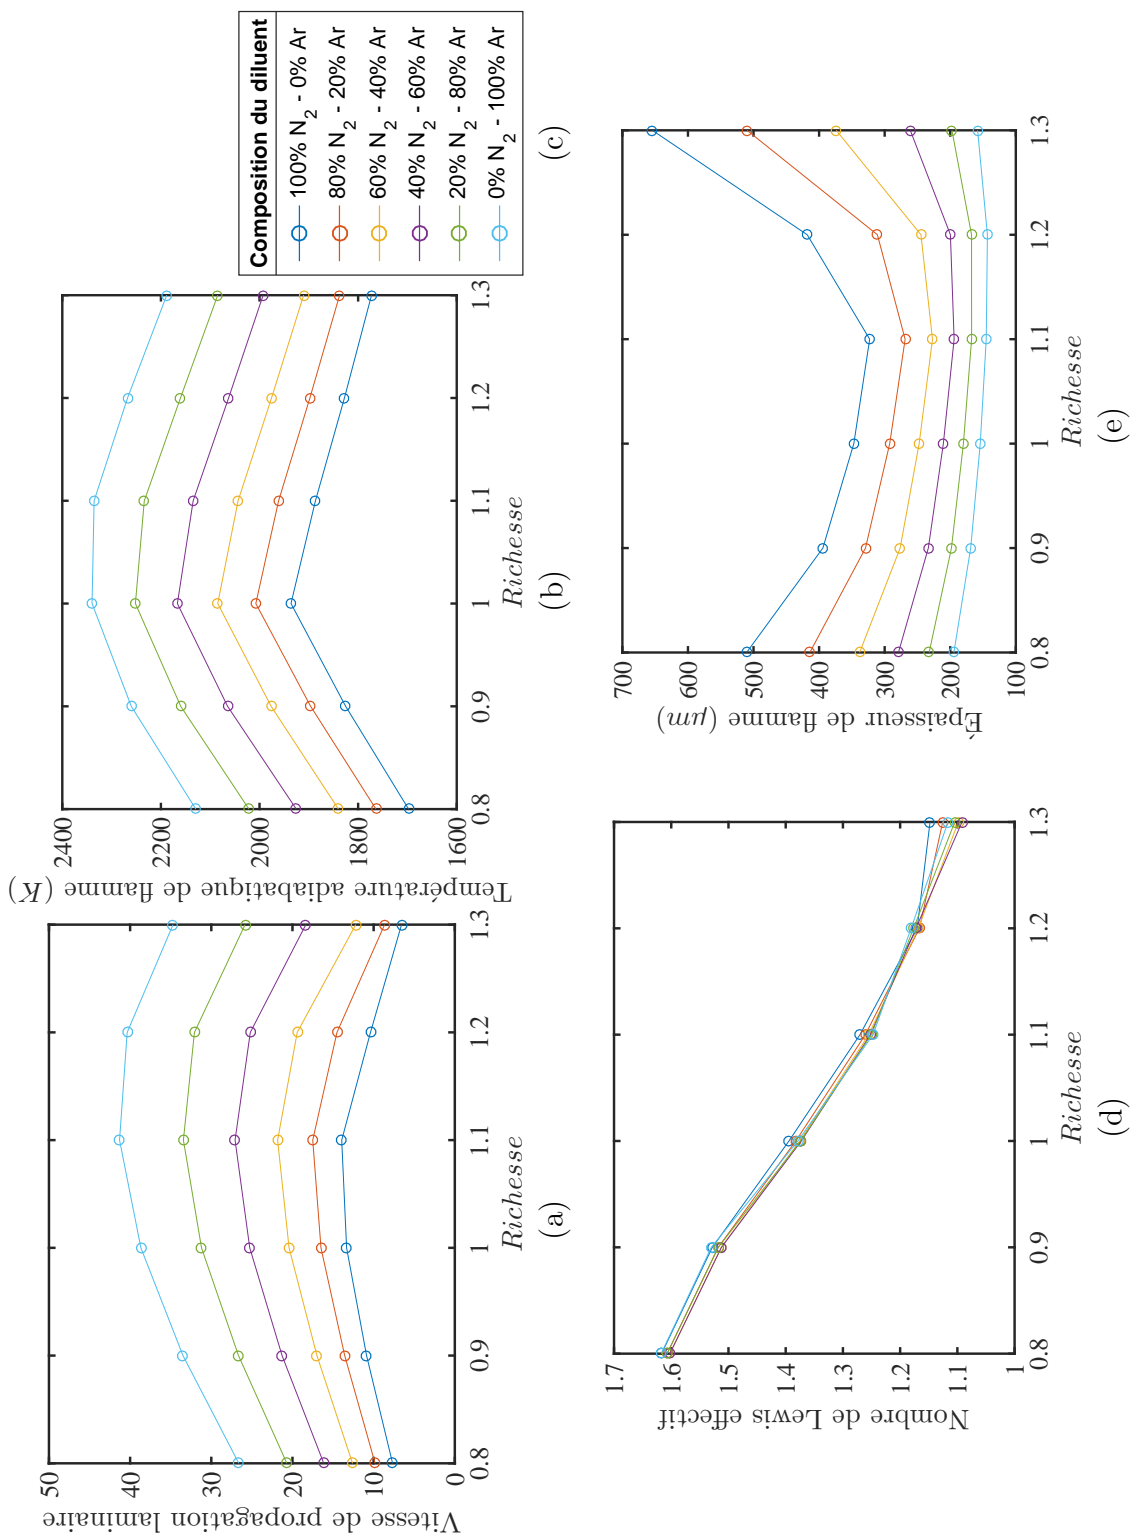 Vitesse de propagation laminaire
50
40
30
20
10
0
0.8 0.9 1 1.1 1.2 1.3
Richesse
(a)
Température adiabatique de flamme (K)
2400
2200
2000
1800
1600
0.8 0.9 1 1.1 1.2 1.3
Richesse
(b)
Composition du diluent
100% N2 - 0% Ar
80% N2 - 20% Ar
60% N2 - 40% Ar
40% N2 - 60% Ar
20% N2 - 80% Ar
0% N2 - 100% Ar
(c)
Nombre de Lewis effectif
1.7
1.6
1.5
1.4
1.3
1.2
1.1
1
0.8 0.9 1 1.1 1.2 1.3
Richesse
(d)
Épaisseur de flamme (μm)
700
600
500
400
300
200
100
0.8 0.9 1 1.1 1.2 1.3
Richesse
(e)